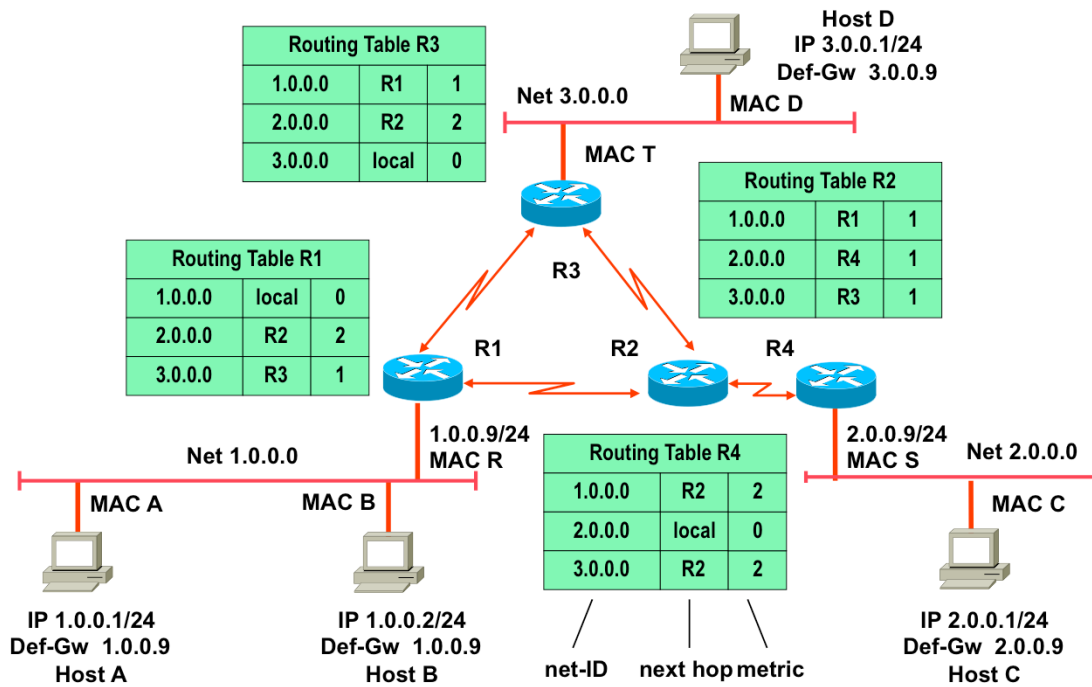 Host D
IP 3.0.0.1/24
Def-Gw 3.0.0.9
MAC D
Net 3.0.0.0
MAC T
Routing Table R3
1.0.0.0 R1 1
2.0.0.0 R2 2
3.0.0.0 local 0
Routing Table R2
1.0.0.0 R1 1
2.0.0.0 R4 1
3.0.0.0 R3 1
R3
Routing Table R1
1.0.0.0 local 0
2.0.0.0 R2 2
3.0.0.0 R3 1
R1
R2
R4
1.0.0.9/24
MAC R
Net 1.0.0.0
2.0.0.9/24
MAC S
Net 2.0.0.0
Routing Table R4
1.0.0.0 R2 2
2.0.0.0 local 0
3.0.0.0 R2 2
net-ID
next hop
metric
MAC A
MAC B
MAC C
IP 1.0.0.1/24
Def-Gw 1.0.0.9
Host A
IP 1.0.0.2/24
Def-Gw 1.0.0.9
Host B
IP 2.0.0.1/24
Def-Gw 2.0.0.9
Host C